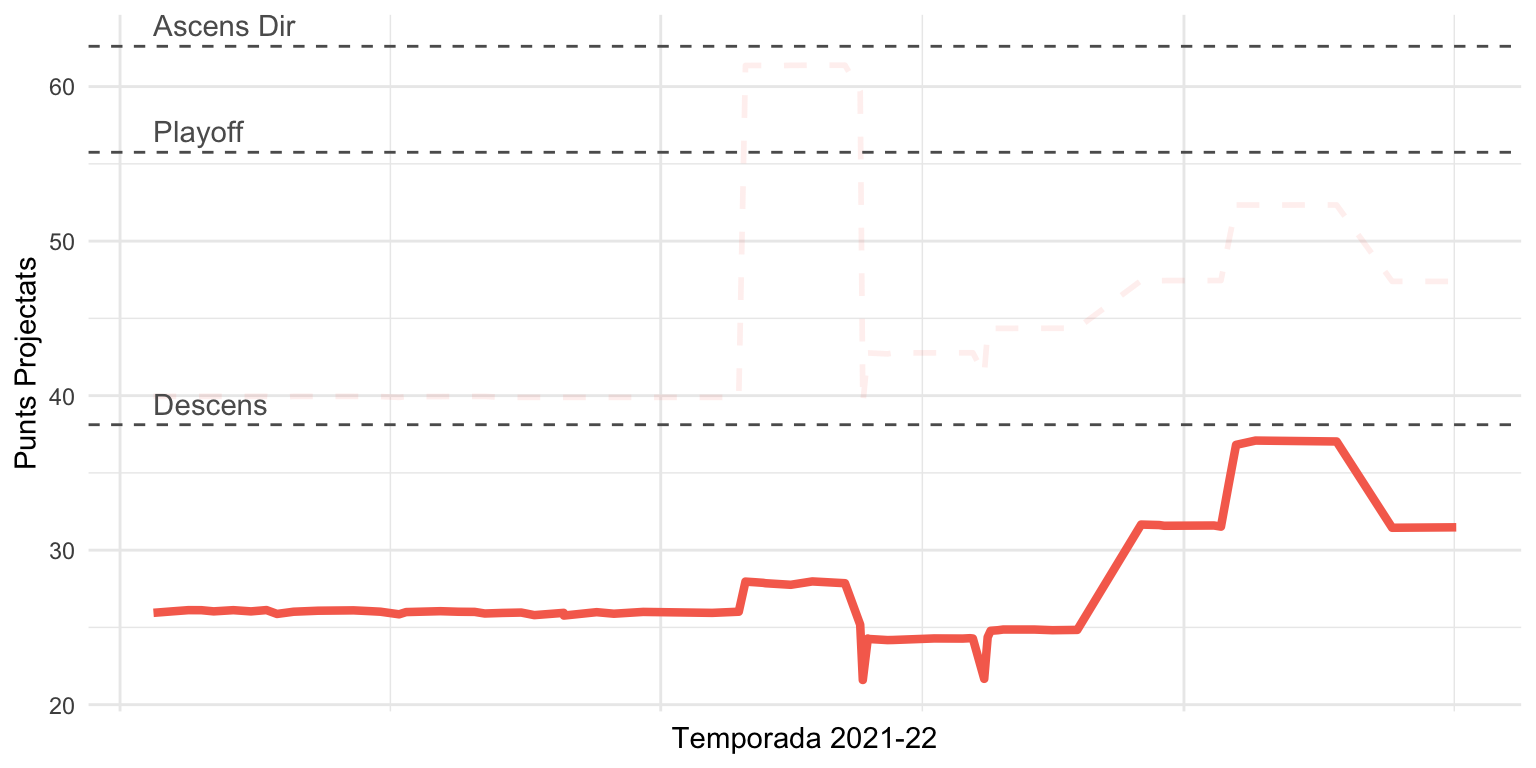 Ascens Dir
60
Playoff
50
40
Descens
30
20
Punts Projectats
Temporada 2021-22